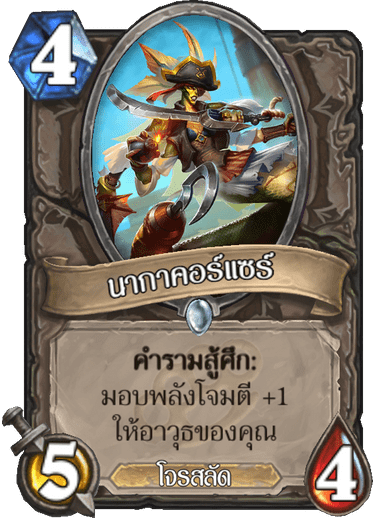 4
นากาคอร์แซร์
คำรามสู้ศึก:
มอบพลังโจมตี +1
ให้อาวุธของคุณ
5
โจรสลัด
4